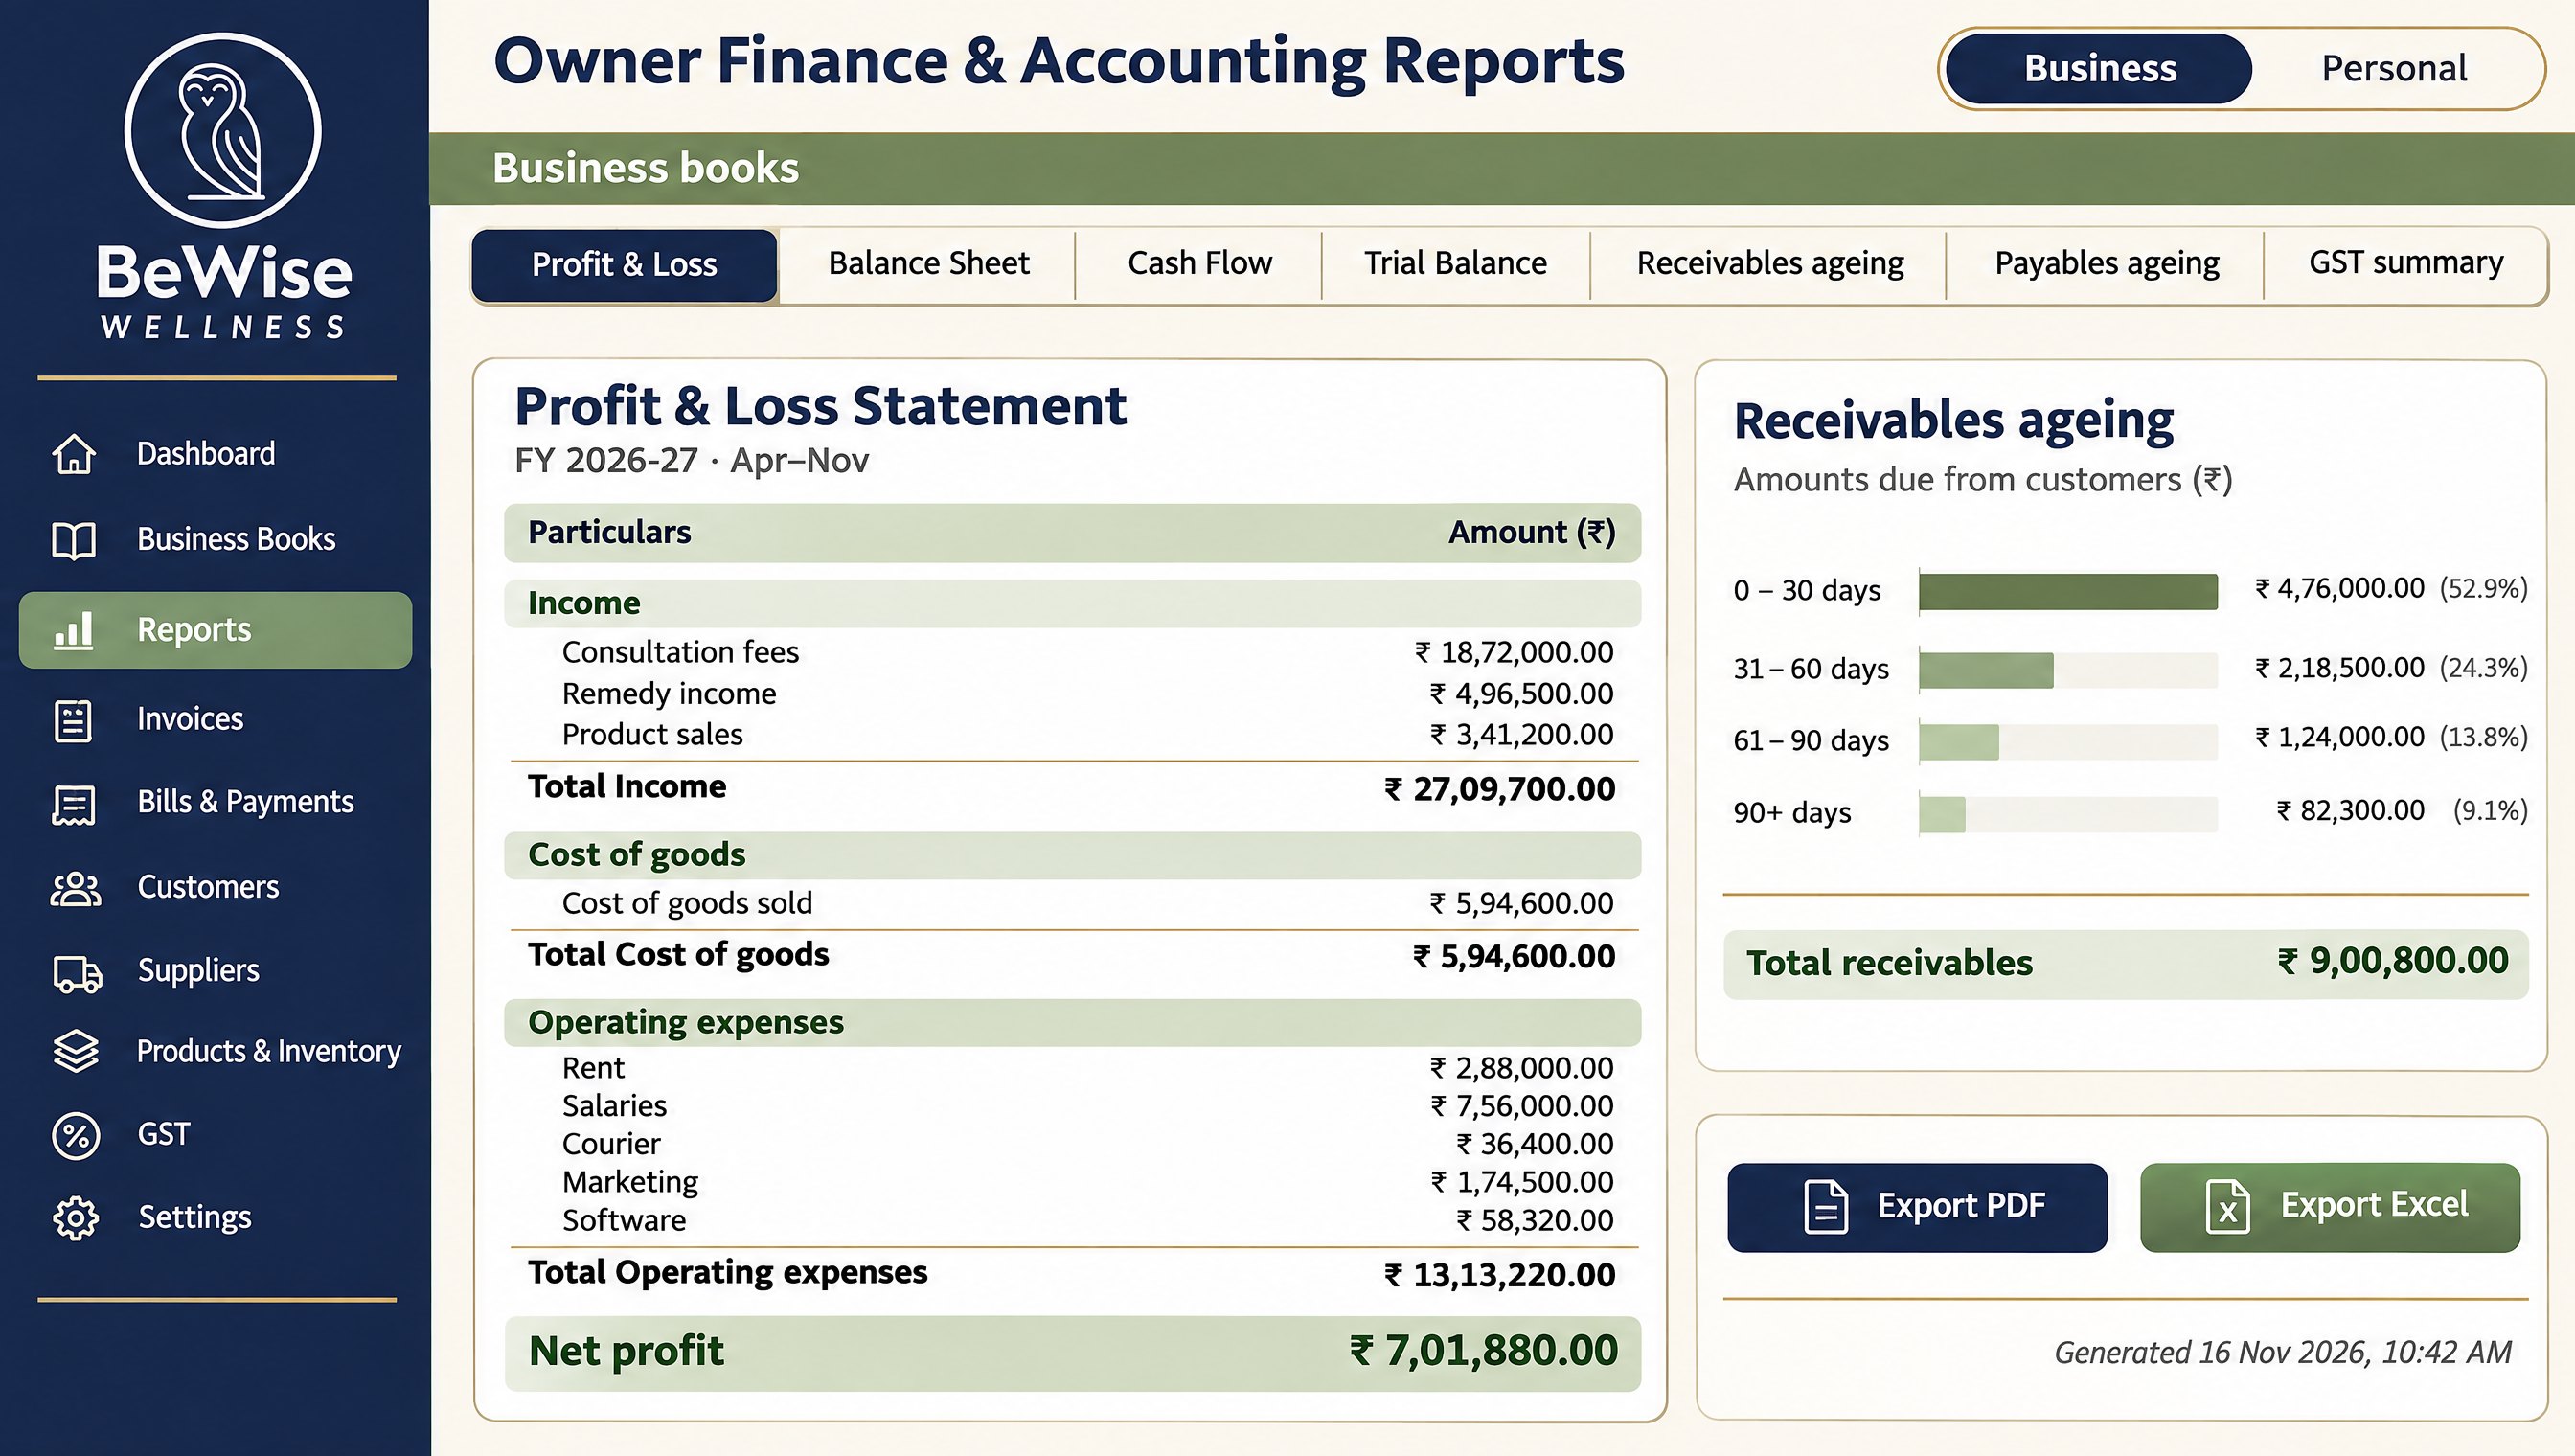 BeWise
WELLNESS
Dashboard
Business Books
Reports
Invoices
Bills & Payments
Customers
Suppliers
Products & Inventory
GST
Settings
Owner Finance & Accounting Reports
Business
Personal
Business books
Profit & Loss
Balance Sheet
Cash Flow
Trial Balance
Receivables ageing
Payables ageing
GST summary
Profit & Loss Statement
FY 2026-27 · Apr–Nov
Particulars Amount (₹)
Income
Consultation fees ₹ 18,72,000.00
Remedy income ₹ 4,96,500.00
Product sales ₹ 3,41,200.00
Total Income ₹ 27,09,700.00
Cost of goods
Cost of goods sold ₹ 5,94,600.00
Total Cost of goods ₹ 5,94,600.00
Operating expenses
Rent ₹ 2,88,000.00
Salaries ₹ 7,56,000.00
Courier ₹ 36,400.00
Marketing ₹ 1,74,500.00
Software ₹ 58,320.00
Total Operating expenses ₹ 13,13,220.00
Net profit ₹ 7,01,880.00
Receivables ageing
Amounts due from customers (₹)
0 – 30 days ₹ 4,76,000.00 (52.9%)
31 – 60 days ₹ 2,18,500.00 (24.3%)
61 – 90 days ₹ 1,24,000.00 (13.8%)
90+ days ₹ 82,300.00 (9.1%)
Total receivables ₹ 9,00,800.00
Export PDF
X Export Excel
Generated 16 Nov 2026, 10:42 AM